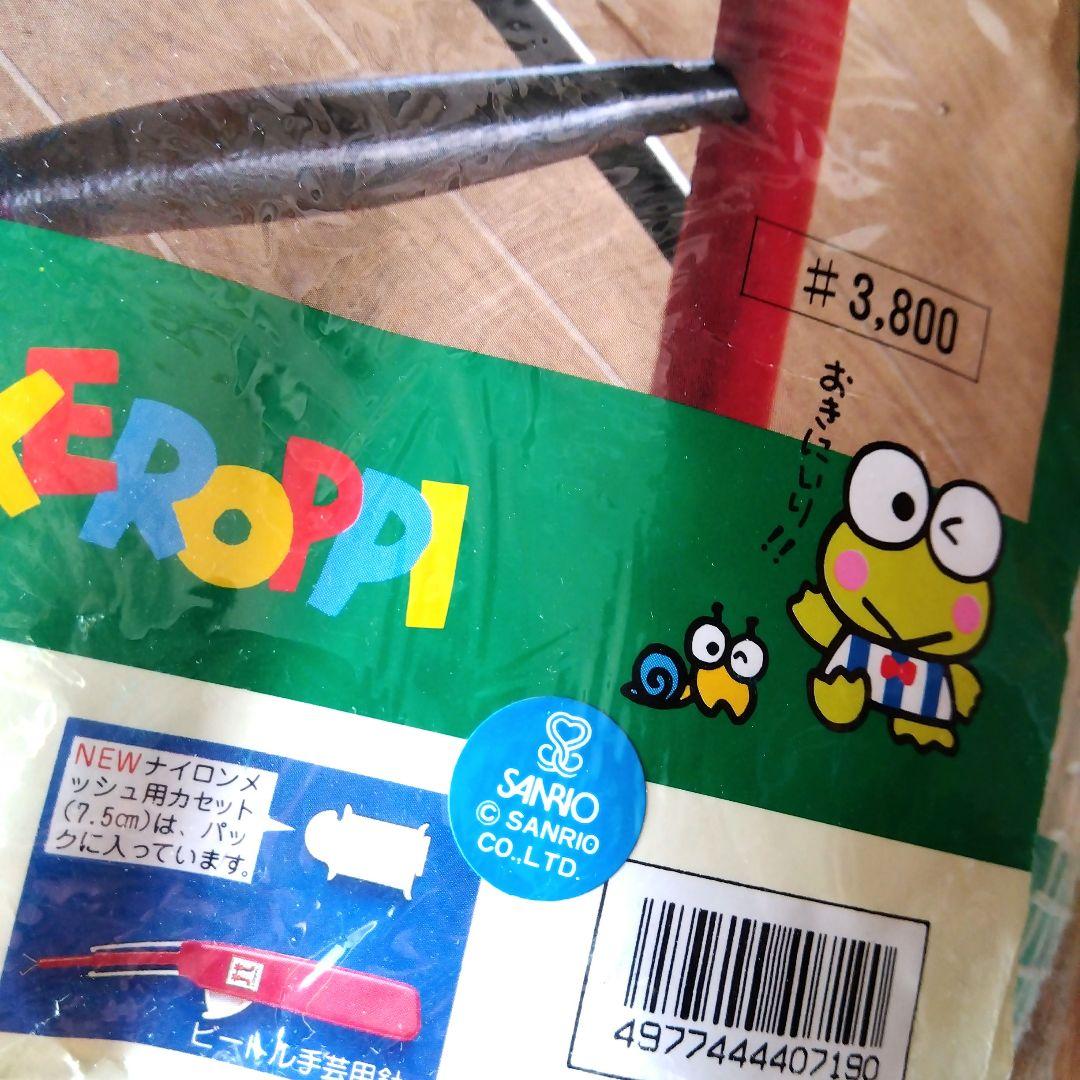 #3,800
おきにいり!!
KEROPPI
NEWナイロンメ
ッシュ用カセット
(7.5cm)は、パッ
クに入っています。
SANRIO
© SANRIO
CO.,LTD.
ビールル手芸用針
4977444407190